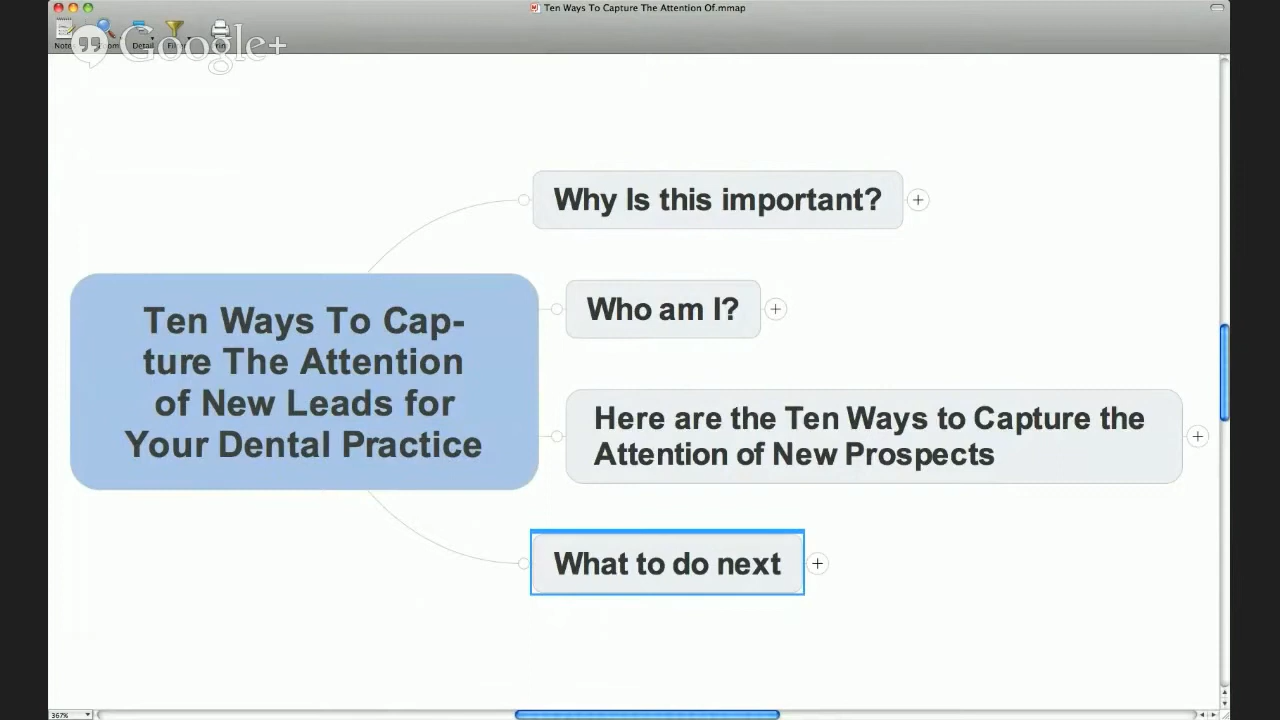 Ten Ways To Capture The Attention Of.mmap
Google+
Detail
Why Is this important?
Who am I?
Ten Ways To Cap-
ture The Attention
of New Leads for
Your Dental Practice
Here are the Ten Ways to Capture the
Attention of New Prospects
What to do next
367%